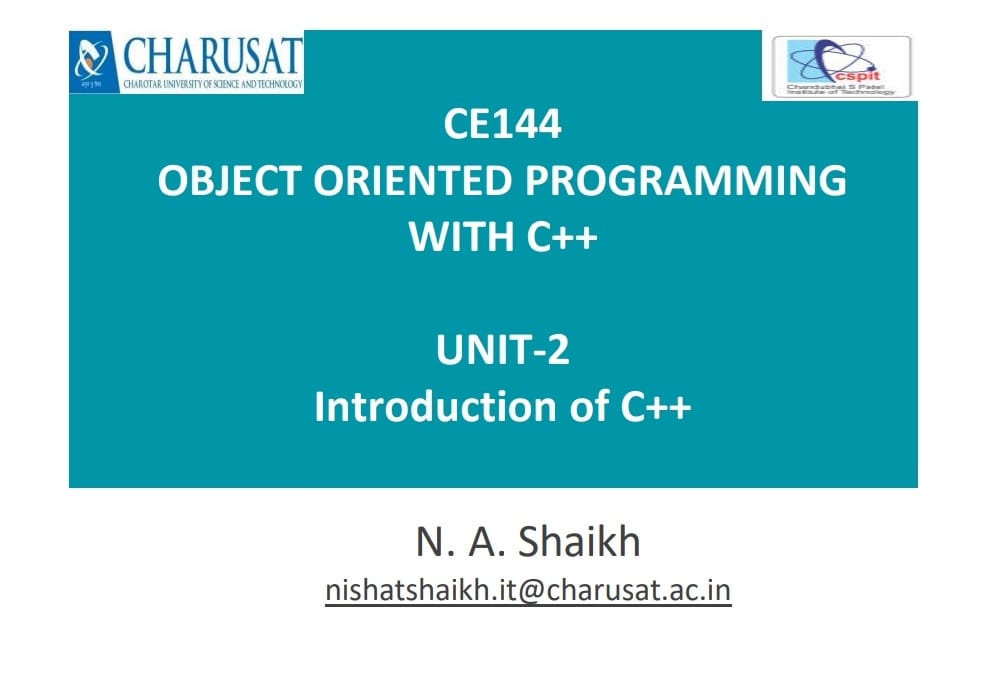 CHARUSAT
CHAROTAR UNIVERSITY OF SCIENCE AND TECHNOLOGY
cspit
Chandubhai S Patel
Institute of Technology
CE144
OBJECT ORIENTED PROGRAMMING
WITH C++
UNIT-2
Introduction of C++
N. A. Shaikh
nishatshaikh.it@charusat.ac.in